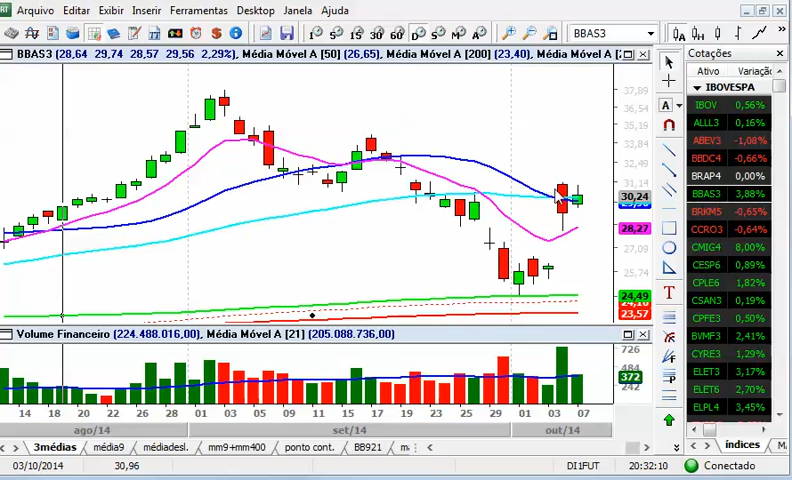 Arquivo Editar Exibir Inserir Ferramentas Desktop Janela Ajuda
1 5 15 30 60 D S M A BBAS3
BBAS3 (28,64 29,74 28,57 29,56 2,29%), Média Móvel A [50] (26,65), Média Móvel A [200] (23,40), Média Móvel A [
37,89
36,54
35,19
33,84
32,49
31,14
30,24
28,27
27,09
25,74
24,49
23,57
Volume Financeiro (224.488.016,00), Média A [21] (205.088.736,00)
726
484
372
242
14 18 20 22 26 28 01 03 05 09 11 15 17 19 23 25 29 01 03 07
ago/14 set/14 out/14
3médias média9 médiadesl. mm9+mm400 ponto cont. BB921
03/10/2014 30,96 DI1FUT 20:32:10 Conectado
Cotações
Ativo Variação
IBOVESPA
IBOV 0,56%
ALLL3 0,16%
ABEV3 -1,08%
BBDC4 -0,66%
BRAP4 0,00%
BBAS3 3,88%
BRKM5 -0,65%
CCRO3 -0,64%
CMIG4 8,00%
CESP6 0,89%
CPLE6 1,82%
CSAN3 0,19%
CPFE3 0,50%
BVMF3 2,41%
CYRE3 1,29%
ELET3 3,17%
ELET6 2,70%
ELPL4 3,45%
índices